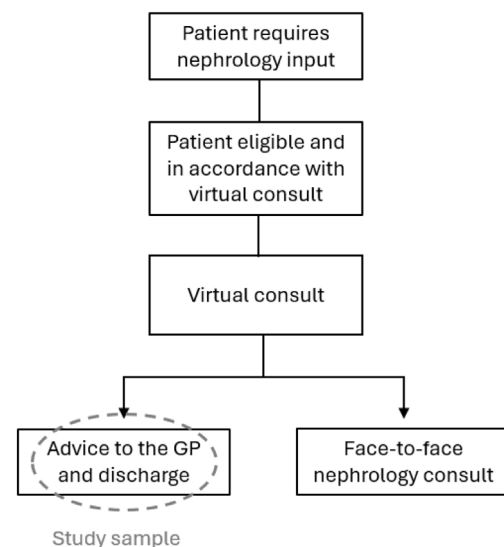 Patient requires
nephrology input
Patient eligible and
in accordance with
virtual consult
Virtual consult
Advice to the GP
and discharge
Face-to-face
nephrology consult
Study sample